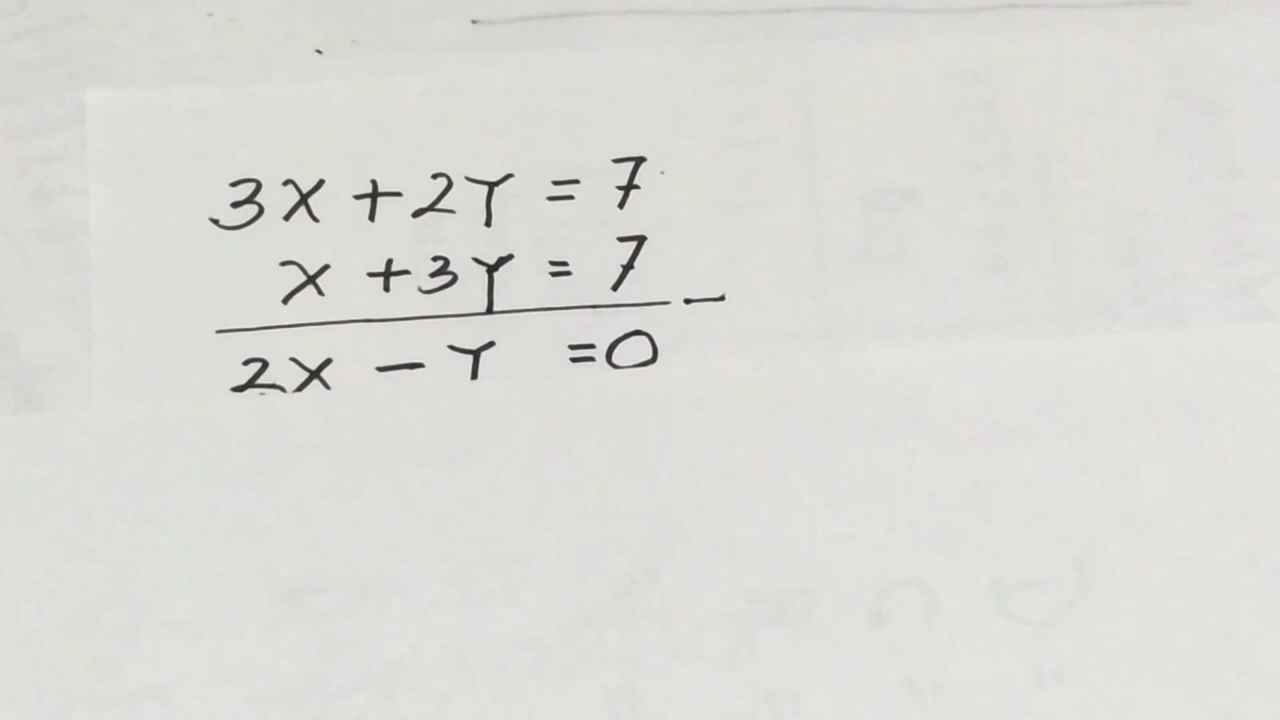 3X + 2Y = 7
X + 3Y = 7
—
2X - Y = 0